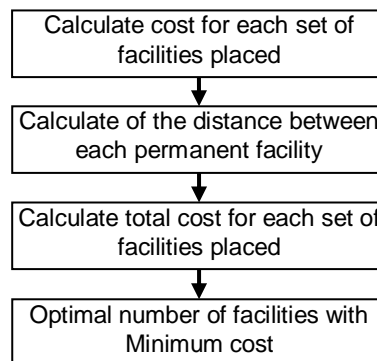 Calculate cost for each set of
facilities placed
Calculate of the distance between
each permanent facility
Calculate total cost for each set of
facilities placed
Optimal number of facilities with
Minimum cost